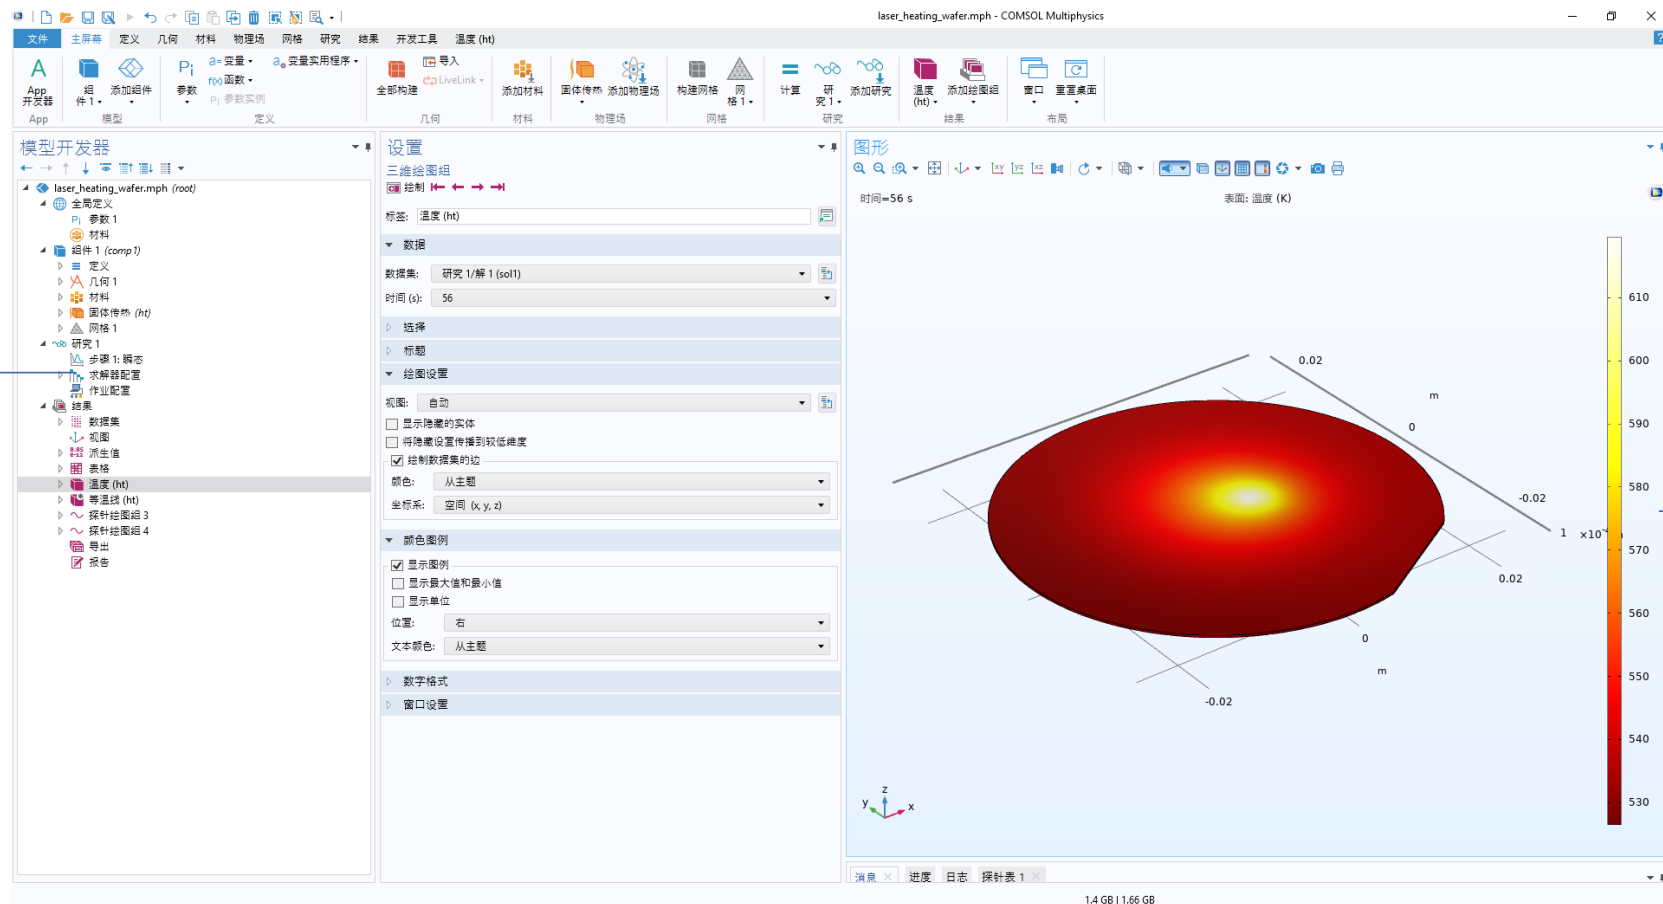 laser_heating_wafer.mph - COMSOL Multiphysics
文件 主屏幕 定义 几何 材料 物理场 网格 研究 结果 开发工具 温度 (ht)
App 开发器
App
组件 1
添加组件
模型
Pi 参数
a= 变量
f(x) 函数
Pi 参数实例
a= 变量实用程序
定义
全部构建
导入
LiveLink
几何
添加材料
材料
固体传热
添加物理场
物理场
构建网格
网格 1
网格
计算
研究 1
添加研究
研究
温度 (ht)
添加绘图组
结果
窗口
重置桌面
布局
模型开发器
laser_heating_wafer.mph (root)
全局定义
Pi 参数 1
材料
组件 1 (comp1)
定义
几何 1
材料
固体传热 (ht)
网格 1
研究 1
步骤 1: 瞬态
求解器配置
作业配置
结果
数据集
视图
8.85 e-12 派生值
表格
温度 (ht)
等温线 (ht)
探针绘图组 3
探针绘图组 4
导出
报告
设置
三维绘图组
绘制
标签: 温度 (ht)
数据
数据集: 研究 1/解 1 (sol1)
时间 (s): 56
选择
标题
绘图设置
视图: 自动
显示隐藏的实体
将隐藏设置传播到较低维度
绘制数据集的边
颜色: 从主题
坐标系: 空间 (x, y, z)
颜色图例
显示图例
显示最大值和最小值
显示单位
位置: 右
文本颜色: 从主题
数字格式
窗口设置
图形
xy yz xz
时间=56 s
表面: 温度 (K)
610
600
590
580
570
560
550
540
530
0.02
m
0
-0.02
1 ×10
0.02
0
m
-0.02
z
y
x
消息 进度 日志 探针表 1
1.4 GB | 1.66 GB